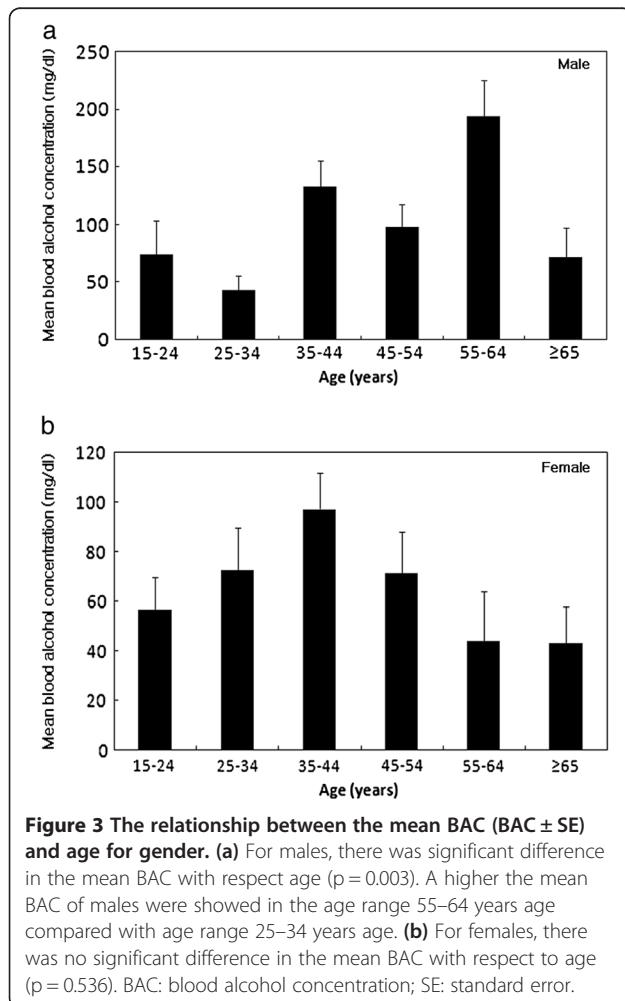 a
Mean blood alcohol concentration (mg/dl)
250
200
150
100
50
0
Male
15-24 25-34 35-44 45-54 55-64 ≥65
Age (years)
b
Mean blood alcohol concentration (mg/dl)
120
100
80
60
40
20
0
Female
15-24 25-34 35-44 45-54 55-64 ≥65
Age (years)
Figure 3 The relationship between the mean BAC (BAC ± SE)
and age for gender. (a) For males, there was significant difference
in the mean BAC with respect age (p = 0.003). A higher the mean
BAC of males were showed in the age range 55–64 years age
compared with age range 25–34 years age. (b) For females, there
was no significant difference in the mean BAC with respect to age
(p = 0.536). BAC: blood alcohol concentration; SE: standard error.